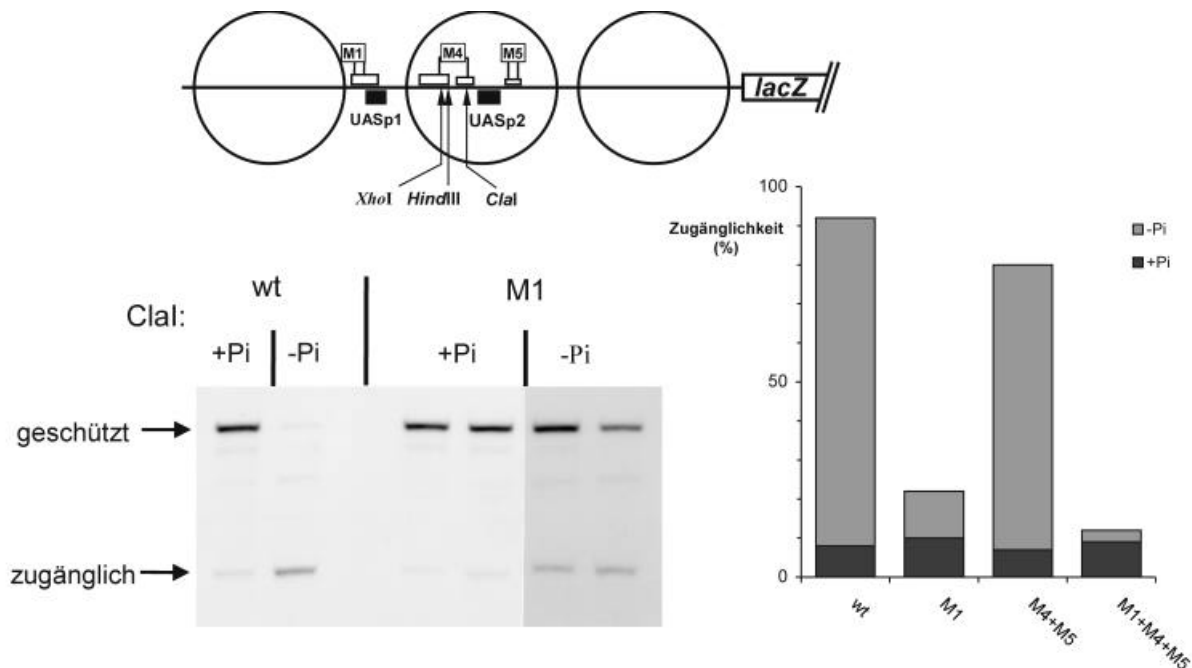 M1
M4
M5
lacZ
UASp1
UASp2
XhoI HindIII ClaI
wt M1
ClaI:
+Pi -Pi +Pi -Pi
geschützt
zugänglich
Zugänglichkeit
(%)
100
50
0
-Pi
+Pi
wt
M1
M4+M5
M1+M4+M5